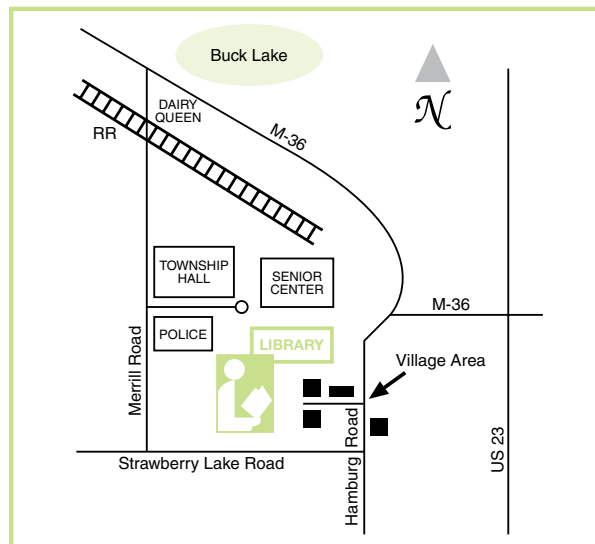 Buck Lake
DAIRY
QUEEN
RR
M-36
N
TOWNSHIP
HALL
SENIOR
CENTER
M-36
POLICE
LIBRARY
Village Area
Merrill Road
Hamburg Road
US 23
Strawberry Lake Road